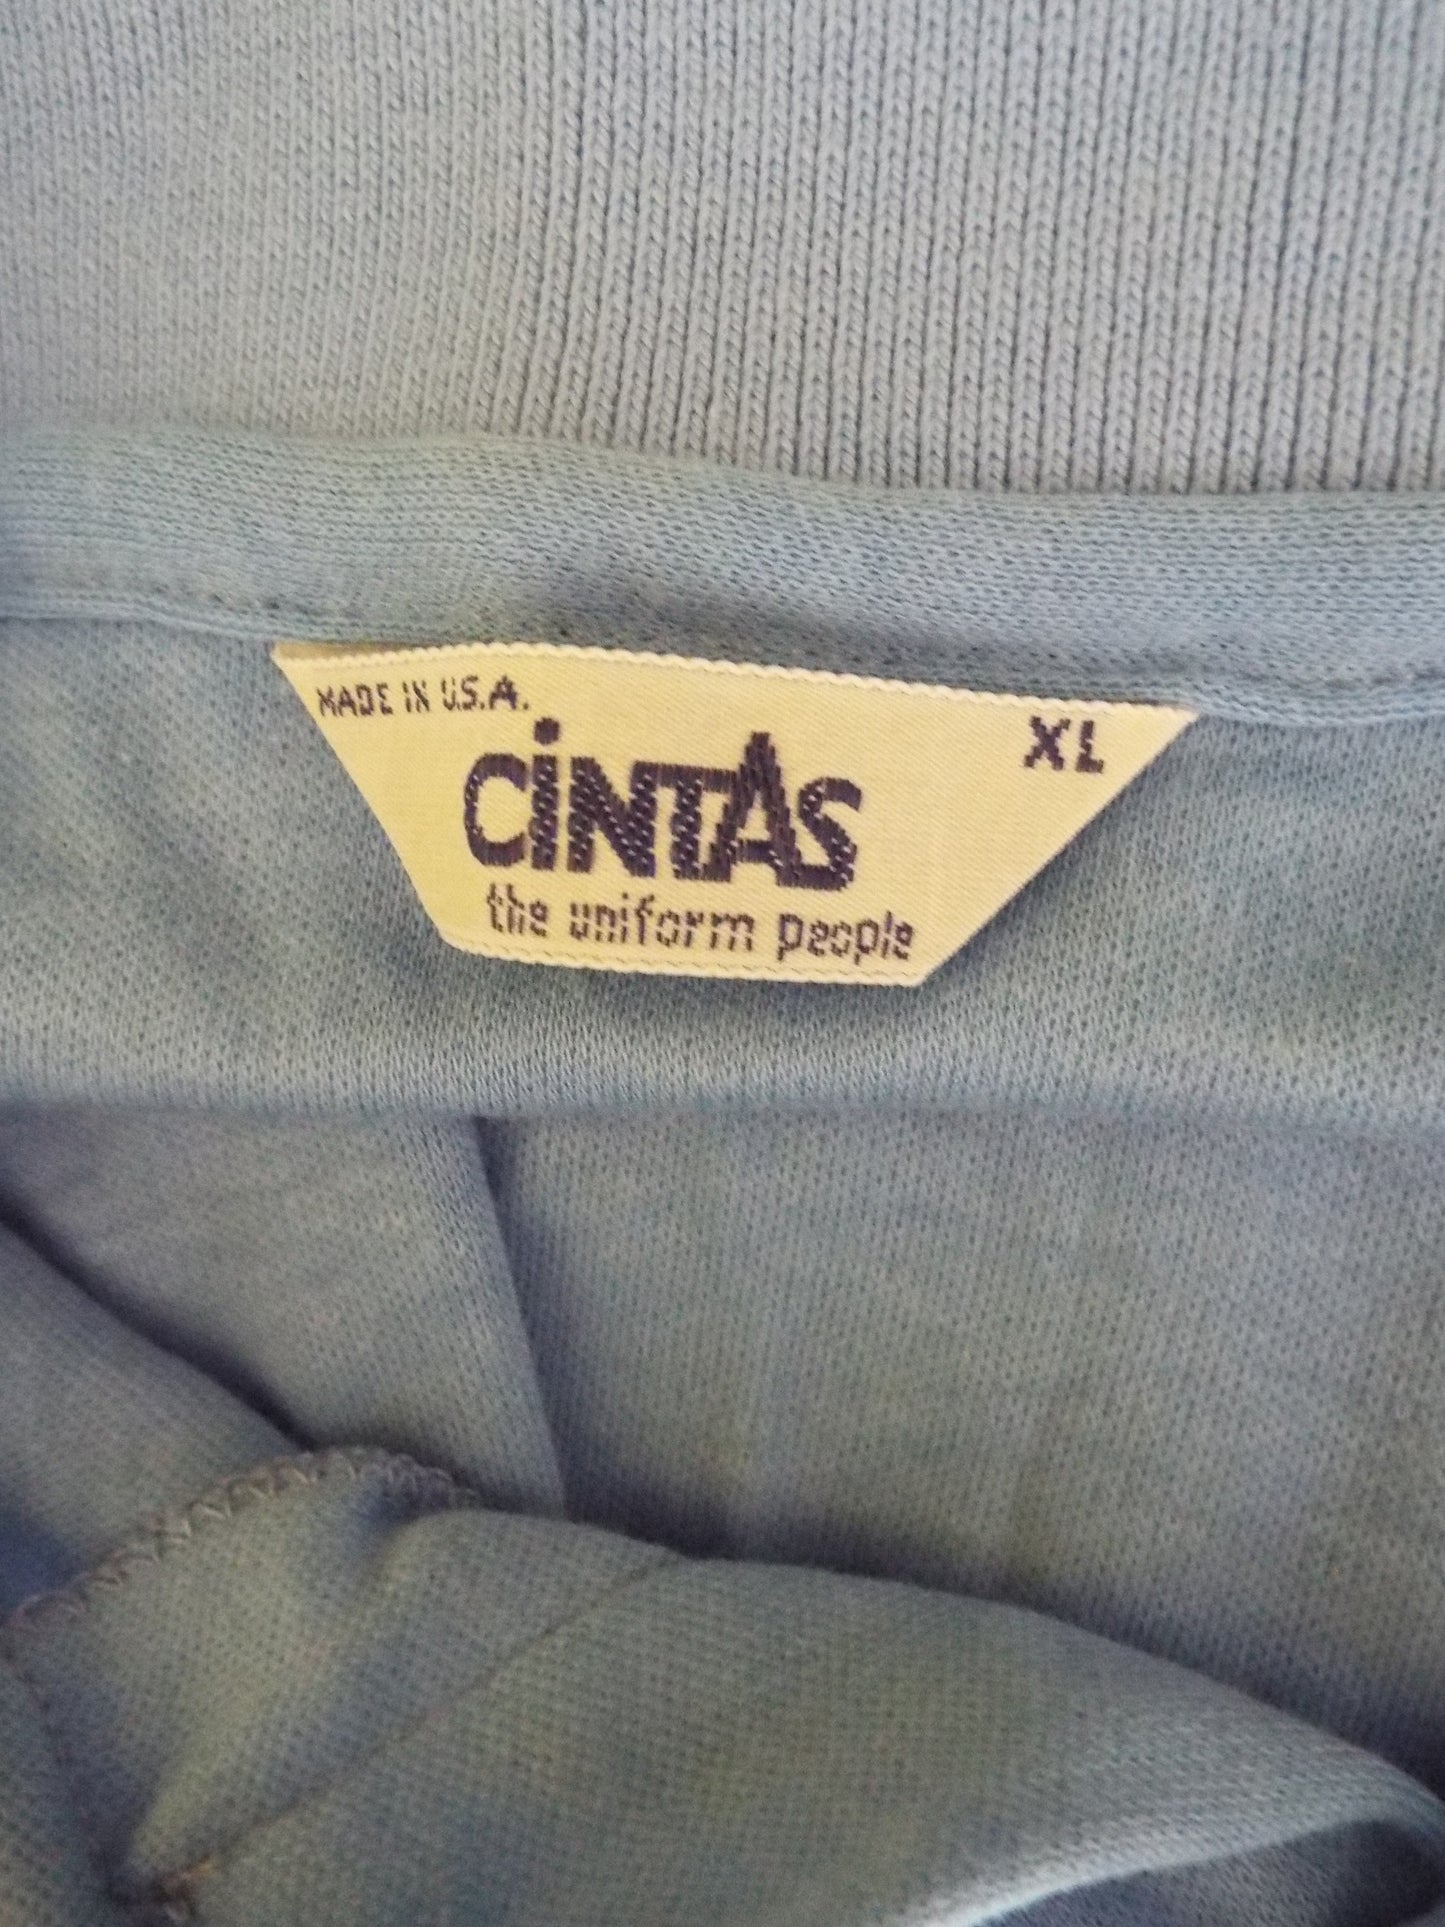 MADE IN U.S.A.
XL
CiNTAS
the uniform people